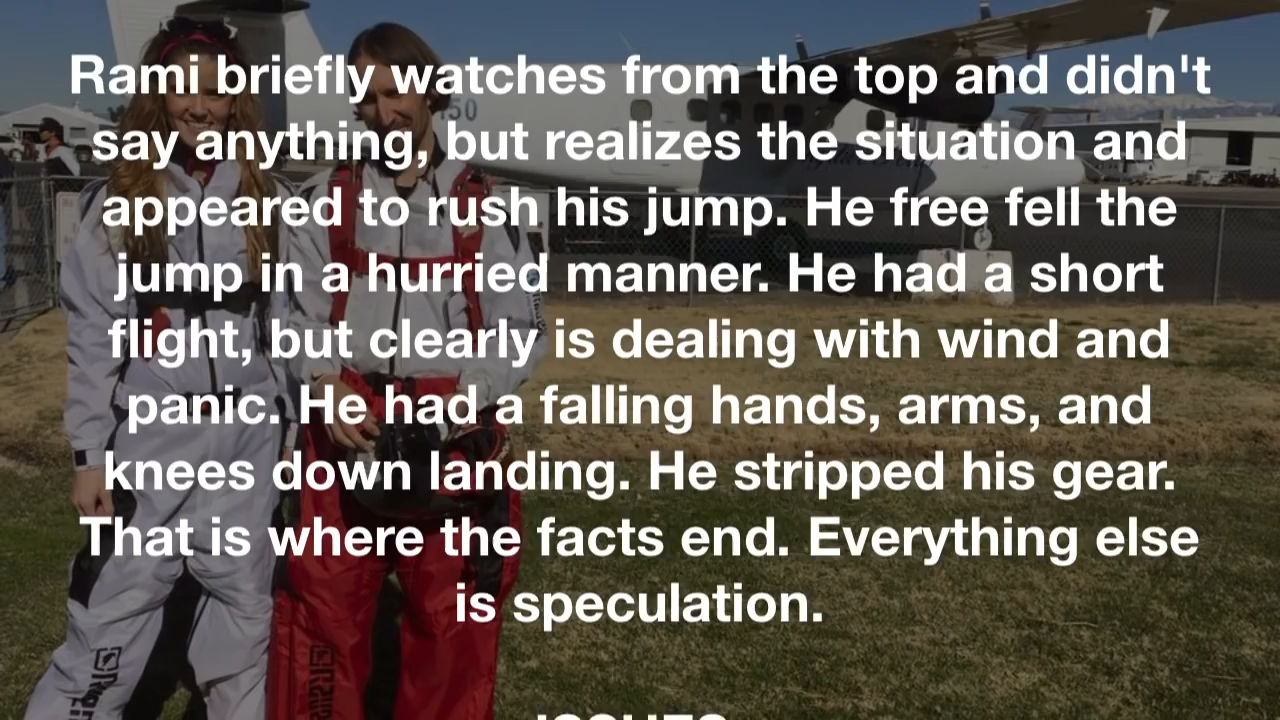 Rami briefly watches from the top and didn't
say anything, but realizes the situation and
appeared to rush his jump. He free fell the
jump in a hurried manner. He had a short
flight, but clearly is dealing with wind and
panic. He had a falling hands, arms, and
knees down landing. He stripped his gear.
That is where the facts end. Everything else
is speculation.
50